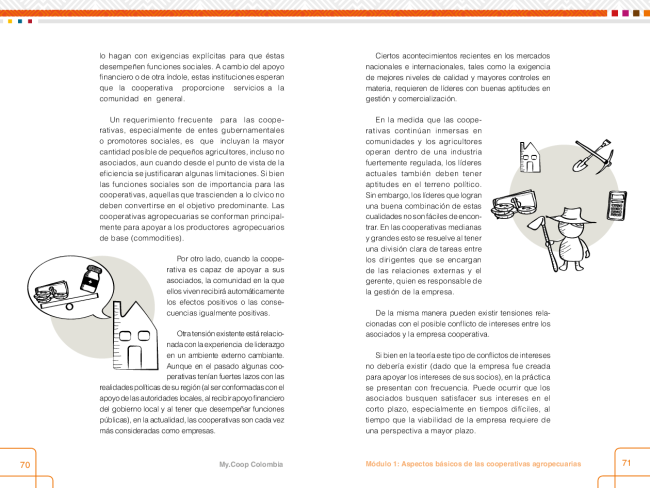 lo hagan con exigencias explícitas para que éstas
desempeñen funciones sociales. A cambio del apoyo
financiero o de otra índole, estas instituciones esperan
que la cooperativa proporcione servicios a la
comunidad en general.
Un requerimiento frecuente para las coope-
rativas, especialmente de entes gubernamentales
o promotores sociales, es que incluyan la mayor
cantidad posible de pequeños agricultores, incluso no
asociados, aun cuando desde el punto de vista de la
eficiencia se justificaran algunas limitaciones. Si bien
las funciones sociales son de importancia para las
cooperativas, aquellas que trascienden a lo cívico no
deben convertirse en el objetivo predominante. Las
cooperativas agropecuarias se conforman principal-
mente para apoyar a los productores agropecuarios
de base (commodities).
Por otro lado, cuando la coope-
rativa es capaz de apoyar a sus
asociados, la comunidad en la que
ellos viven recibirá automáticamente
los efectos positivos o las conse-
cuencias igualmente positivas.
Otra tensión existente está relacio-
nada con la experiencia de liderazgo
en un ambiente externo cambiante.
Aunque en el pasado algunas coo-
perativas tenían fuertes lazos con las
realidades políticas de su región (al ser conformadas con el
apoyo de las autoridades locales, al recibir apoyo financiero
del gobierno local y al tener que desempeñar funciones
públicas), en la actualidad, las cooperativas son cada vez
más consideradas como empresas.
70
My.Coop Colombia
Ciertos acontecimientos recientes en los mercados
nacionales e internacionales, tales como la exigencia
de mejores niveles de calidad y mayores controles en
materia, requieren de líderes con buenas aptitudes en
gestión y comercialización.
En la medida que las coope-
rativas continúan inmersas en
comunidades y los agricultores
operan dentro de una industria
fuertemente regulada, los líderes
actuales también deben tener
aptitudes en el terreno político.
Sin embargo, los líderes que logran
una buena combinación de estas
cualidades no son fáciles de encon-
trar. En las cooperativas medianas
y grandes esto se resuelve al tener
una división clara de tareas entre
los dirigentes que se encargan
de las relaciones externas y el
gerente, quien es responsable de
la gestión de la empresa.
De la misma manera pueden existir tensiones rela-
cionadas con el posible conflicto de intereses entre los
asociados y la empresa cooperativa.
Si bien en la teoría este tipo de conflictos de intereses
no debería existir (dado que la empresa fue creada
para apoyar los intereses de sus socios), en la práctica
se presentan con frecuencia. Puede ocurrir que los
asociados busquen satisfacer sus intereses en el
corto plazo, especialmente en tiempos difíciles, al
tiempo que la viabilidad de la empresa requiere de
una perspectiva a mayor plazo.
Módulo 1: Aspectos básicos de las cooperativas agropecuarias
71